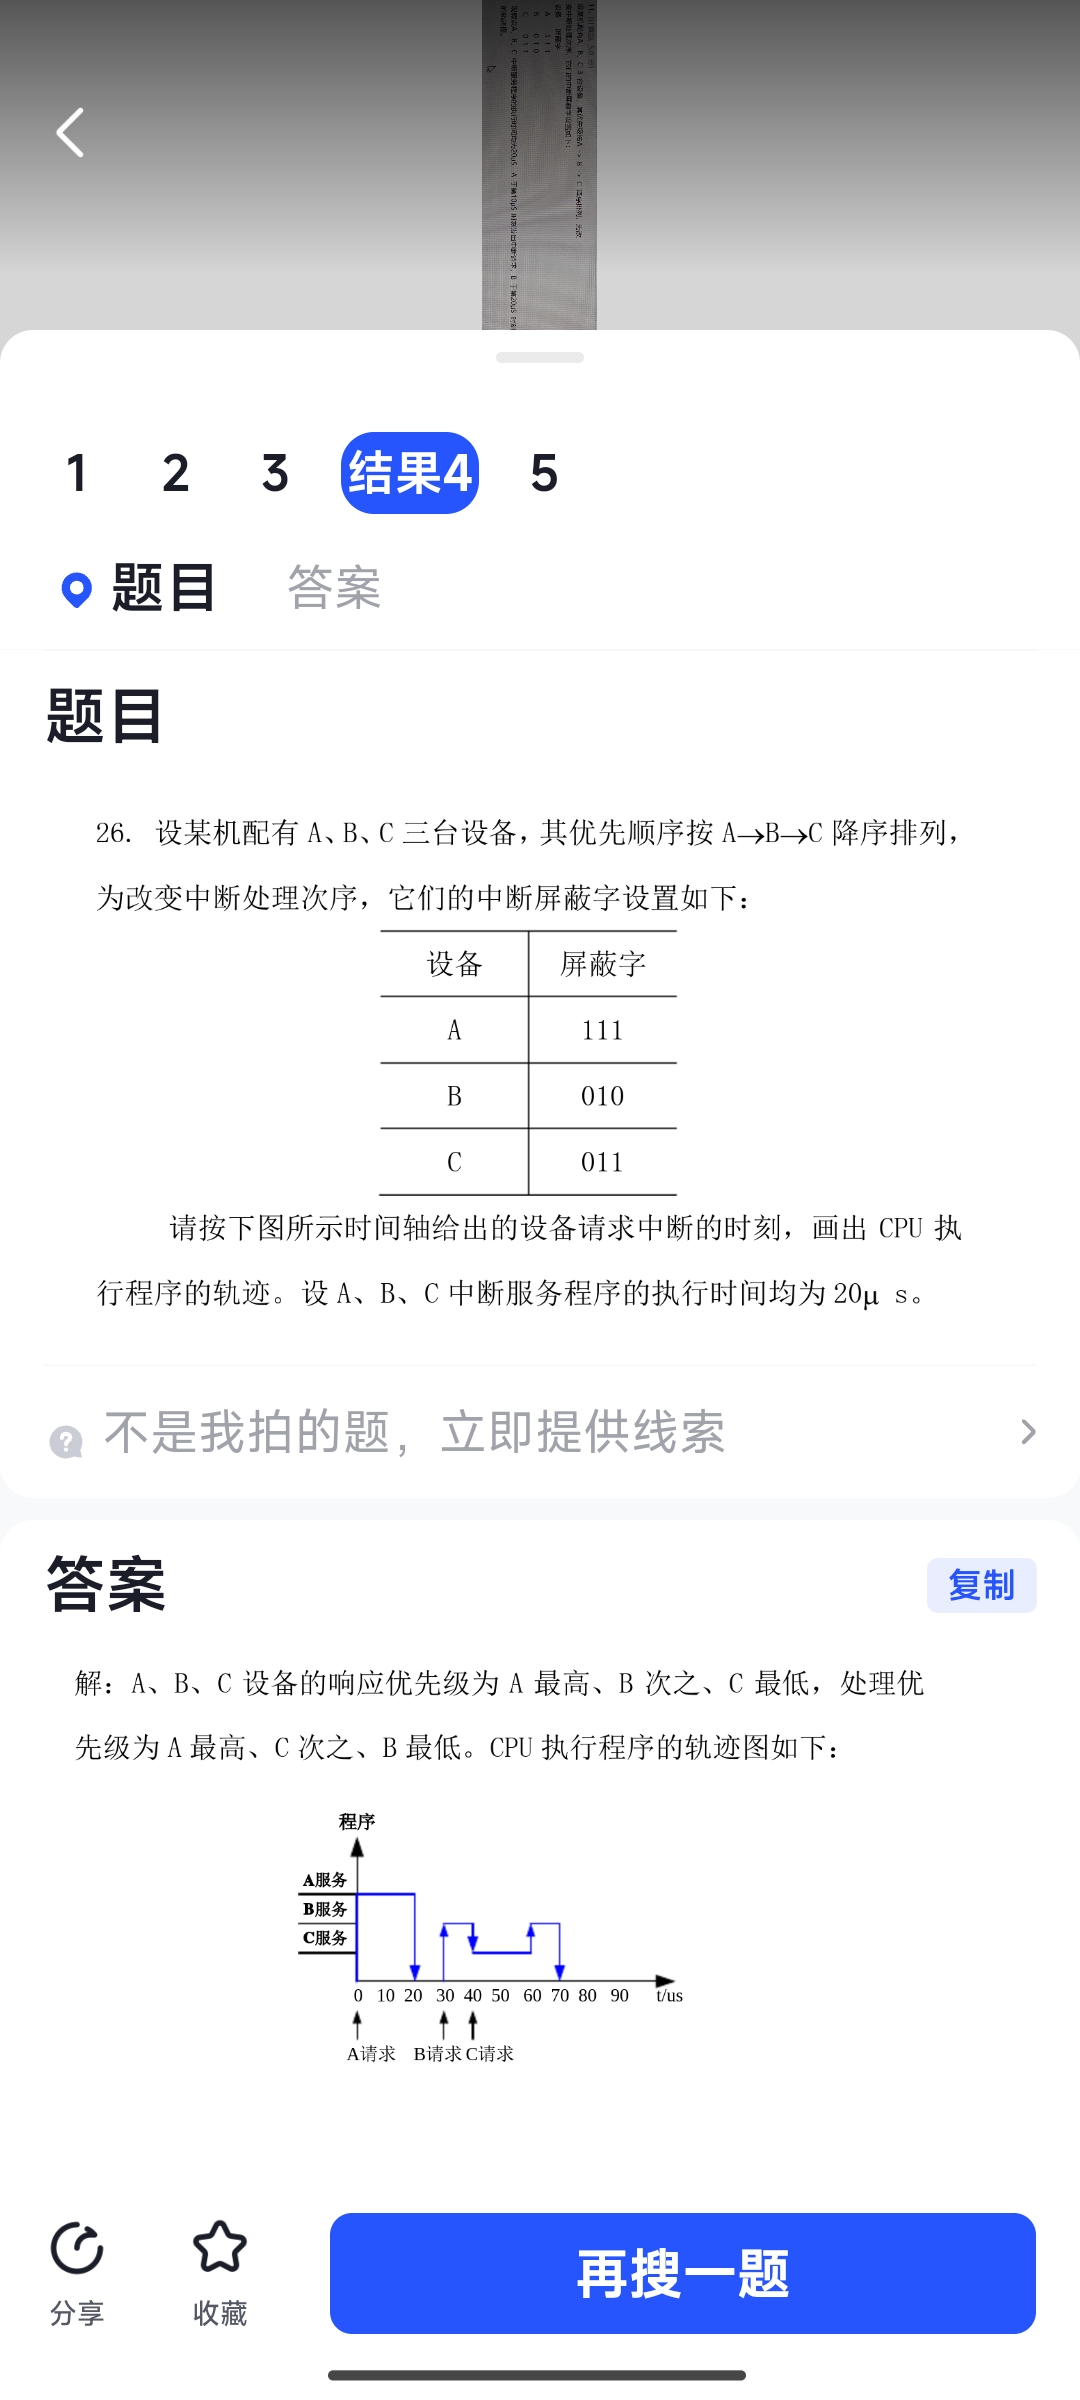 1 2 3 结果4 5
题目 答案
题目
26. 设某机配有 A、B、C 三台设备，其优先顺序按 A→B→C 降序排列，
为改变中断处理次序，它们的中断屏蔽字设置如下：
设备 屏蔽字
A 111
B 010
C 011
请按下图所示时间轴给出的设备请求中断的时刻，画出 CPU 执
行程序的轨迹。设 A、B、C 中断服务程序的执行时间均为 20μ s。
不是我拍的题，立即提供线索
答案 复制
解：A、B、C 设备的响应优先级为 A 最高、B 次之、C 最低，处理优
先级为 A 最高、C 次之、B 最低。CPU 执行程序的轨迹图如下：
程序
A服务
B服务
C服务
0 10 20 30 40 50 60 70 80 90 t/us
A请求 B请求 C请求
分享 收藏 再搜一题